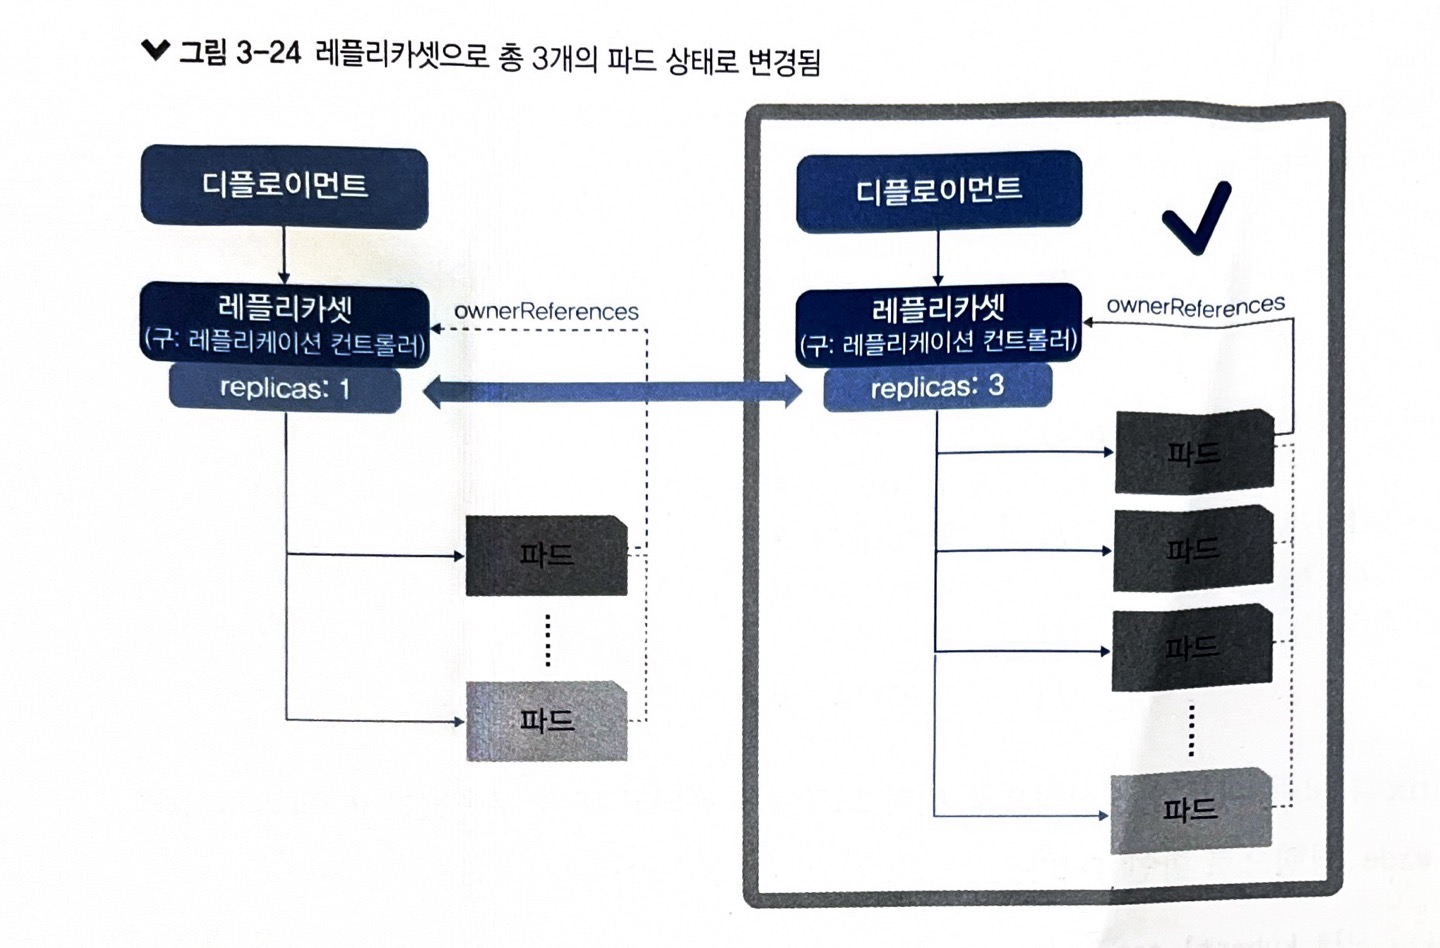 그림 3-24 레플리카셋으로 총 3개의 파드 상태로 변경됨
디플로이먼트
레플리카셋
(구: 레플리케이션 컨트롤러)
replicas: 1
ownerReferences
파드
파드
디플로이먼트
레플리카셋
(구: 레플리케이션 컨트롤러)
replicas: 3
ownerReferences
파드
파드
파드
파드